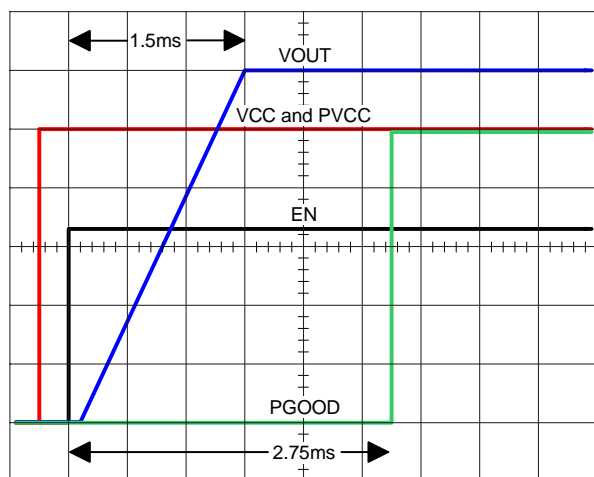 1.5ms
VOUT
VCC and PVCC
EN
PGOOD
2.75ms